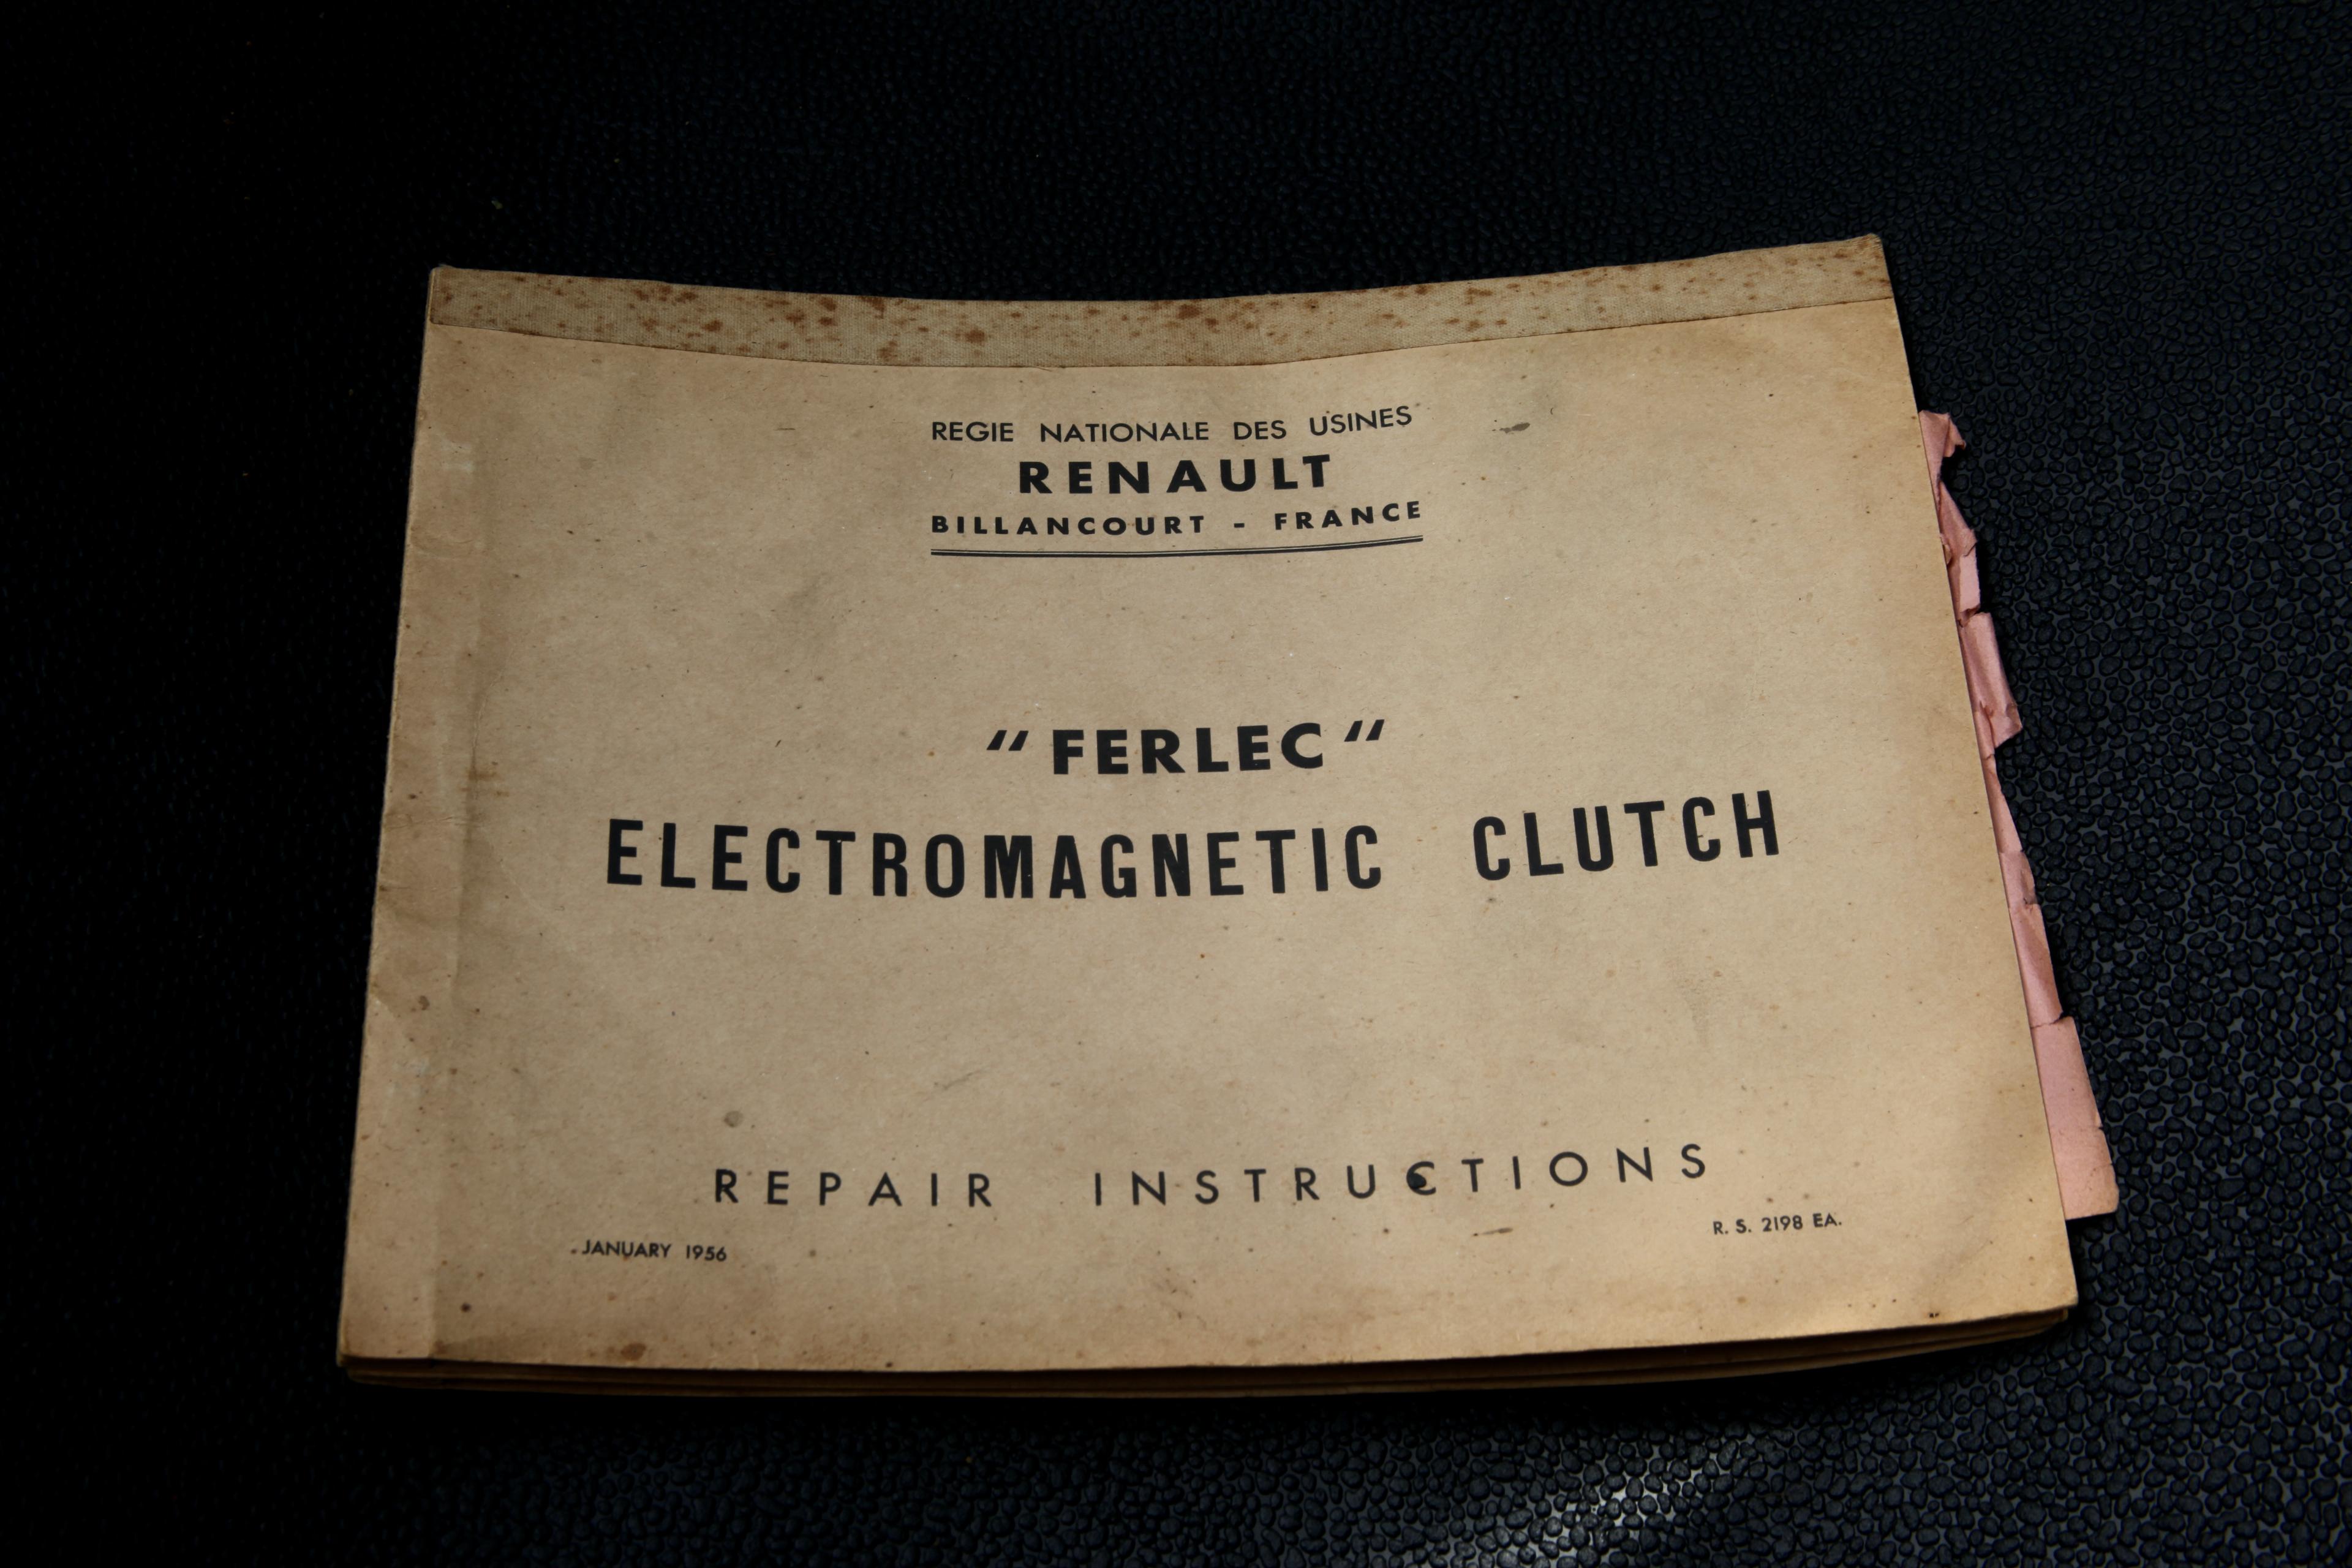 REGIE NATIONALE DES USINES
RENAULT
BILLANCOURT - FRANCE
"FERLEC"
ELECTROMAGNETIC CLUTCH
REPAIR INSTRUCTIONS
JANUARY 1956
R. S. 2198 EA.